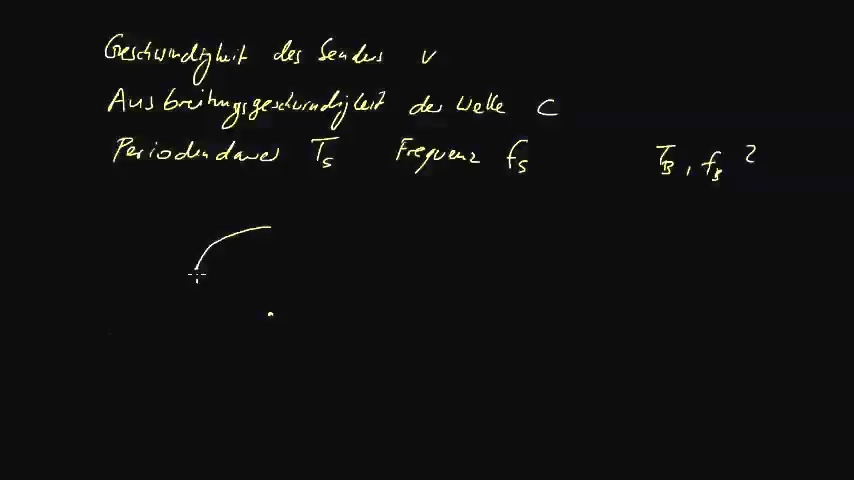 Geschwindigkeit des Senders v
Ausbreitungsgeschwindigkeit der Welle c
Periodendauer T_S Frequenz f_S T_B, f_B ?